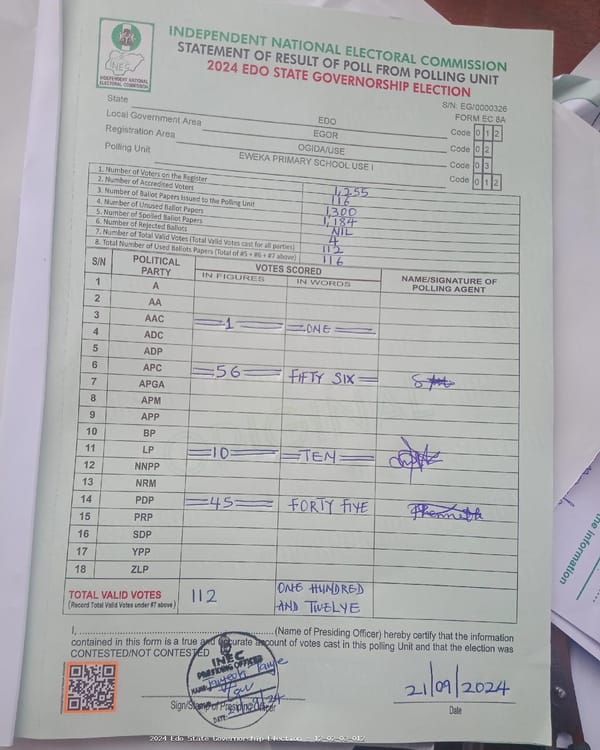 INDEPENDENT NATIONAL ELECTORAL COMMISSION
STATEMENT OF RESULT OF POLL FROM POLLING UNIT
2024 EDO STATE GOVERNORSHIP ELECTION
INEC
INDEPENDENT NATIONAL ELECTORAL COMMISSION
S/N: EG/0000326
FORM EC 8A
State EDO Code 1 2
Local Government Area EGOR Code 0 2
Registration Area OGIDA/USE Code 0 3
Polling Unit EWEKA PRIMARY SCHOOL USE I Code 0 1 2
1. Number of Voters on the Register 1,255
2. Number of Accredited Voters 116
3. Number of Ballot Papers Issued to the Polling Unit 1,300
4. Number of Unused Ballot Papers 1,184
5. Number of Spoiled Ballot Papers NIL
6. Number of Rejected Ballots 4
7. Number of Total Valid Votes (Total Valid Votes cast for all parties) 112
8. Total Number of Used Ballots Papers (Total of #5 + #6 + #7 above) 116
S/N POLITICAL PARTY VOTES SCORED NAME/SIGNATURE OF POLLING AGENT
IN FIGURES IN WORDS
1 A
2 AA
3 AAC 1 ONE
4 ADC
5 ADP
6 APC 56 FIFTY SIX
7 APGA
8 APM
9 APP
10 BP
11 LP 10 TEN
12 NNPP
13 NRM
14 PDP 45 FORTY FIVE
15 PRP
16 SDP
17 YPP
18 ZLP
TOTAL VALID VOTES 112 ONE HUNDRED
(Record Total Valid Votes under #7 above) AND TWELVE
I, (Name of Presiding Officer) hereby certify that the information
contained in this form is a true and accurate account of votes cast in this polling Unit and that the election was
CONTESTED/NOT CONTESTED
INEC
PRESIDING OFFICER
NAME:
DATE: 21/9/24
Sign/Stamp of Presiding Officer
21/09/2024
Date
the Information
2024 Edo State Governorship Election - 12-02-03-012